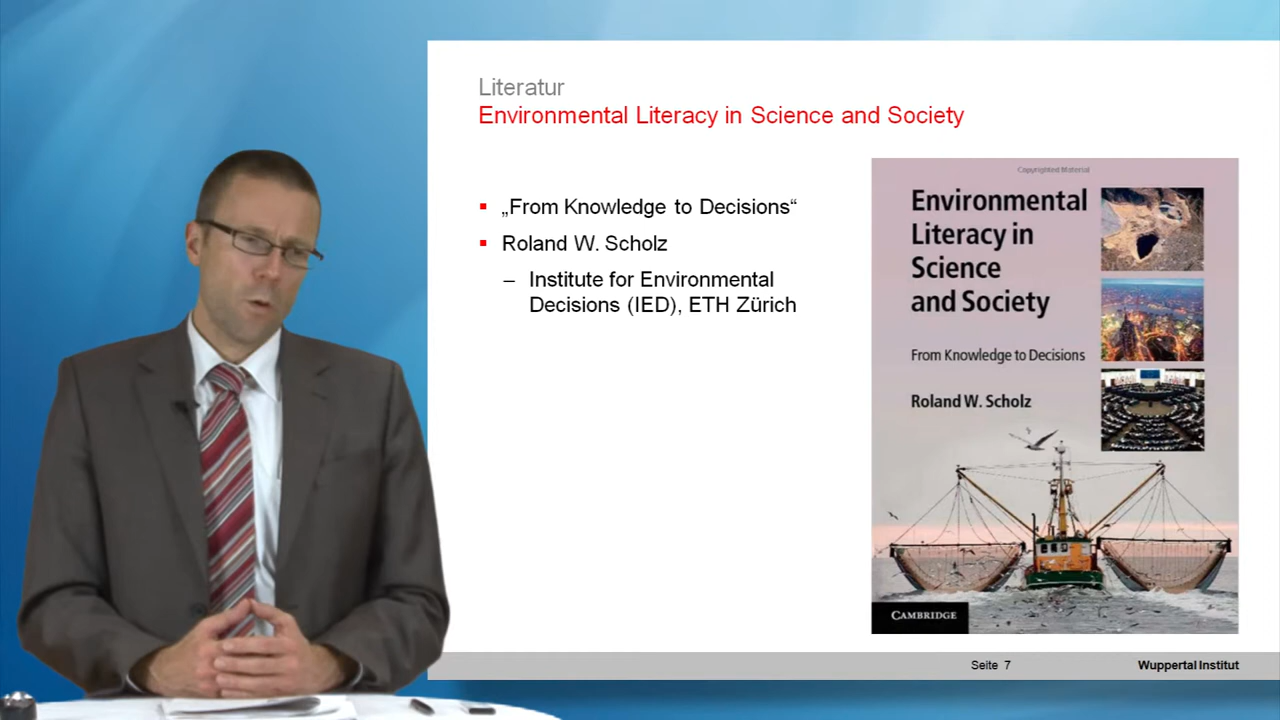 Literatur
Environmental Literacy in Science and Society
„From Knowledge to Decisions“
Roland W. Scholz
– Institute for Environmental
Decisions (IED), ETH Zürich
Copyrighted Material
Environmental
Literacy in
Science
and Society
From Knowledge to Decisions
Roland W. Scholz
CAMBRIDGE
Seite 7
Wuppertal Institut